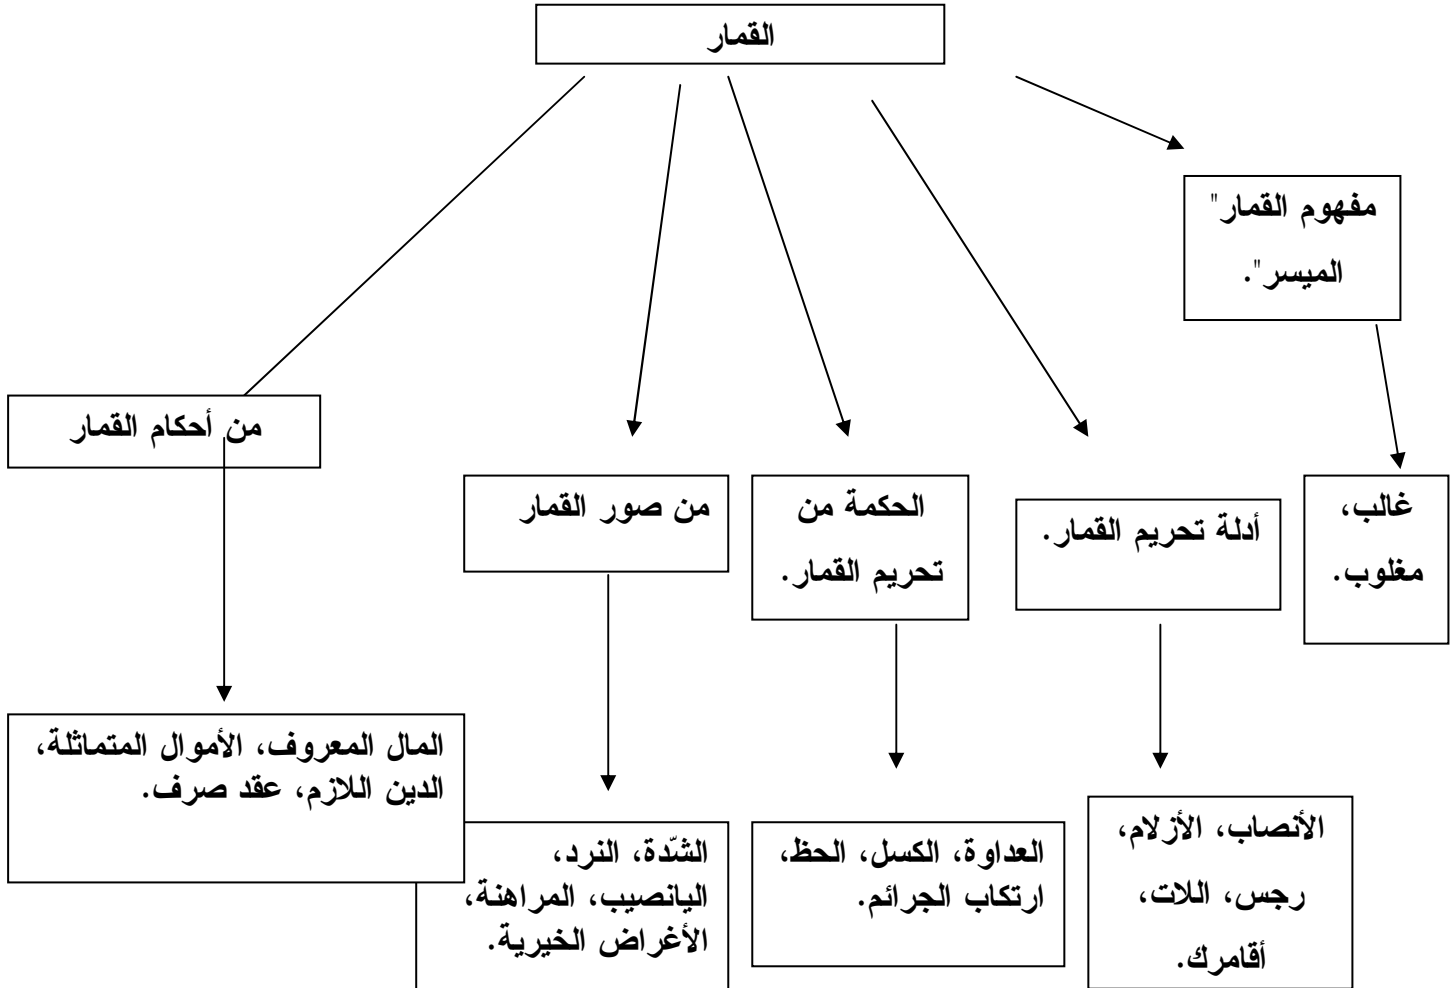 القمار
مفهوم القمار"
الميسر".
من أحكام القمار
من صور القمار
الحكمة من
تحريم القمار.
أدلة تحريم القمار.
غالب،
مغلوب.
المال المعروف، الأموال المتماثلة،
الدين اللازم، عقد صرف.
الشّدة، النرد،
اليانصيب، المراهنة،
الأغراض الخيرية.
العداوة، الكسل، الحظ،
ارتكاب الجرائم.
الأنصاب، الأزلام،
رجس، اللات،
أقامرك.